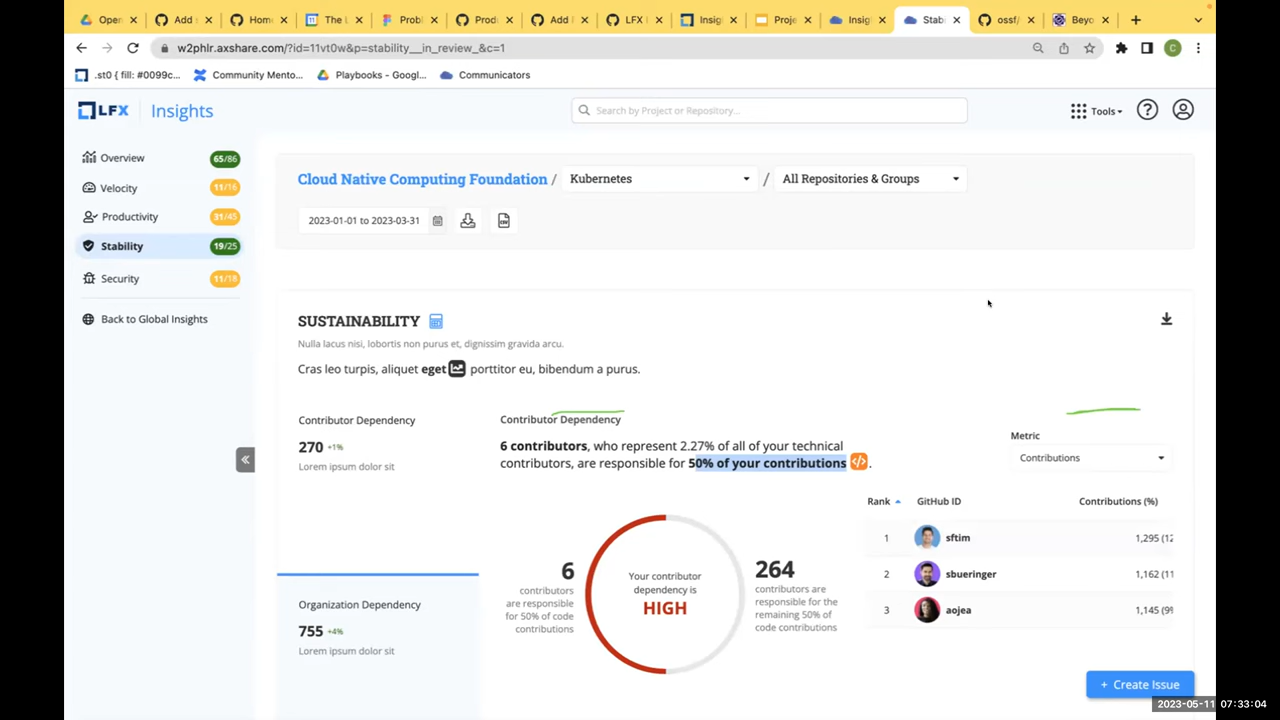 Open
Add s
Hom
The L
Probl
Prod
Add
LFX
Insig
Proje
Insig
Stab
ossf/
Beyo
w2phlr.axshare.com/?id=11vt0w&p=stability__in_review_&c=1
C
.st0 { fill: #0099c...
Community Mento...
Playbooks - Googl...
Communicators
LFX Insights
Search by Project or Repository...
Tools
?
Overview 65/86
Velocity 11/16
Productivity 31/45
Stability 19/25
Security 11/18
Back to Global Insights
Cloud Native Computing Foundation / Kubernetes / All Repositories & Groups
2023-01-01 to 2023-03-31
CSV
SUSTAINABILITY
Nulla lacus nisi, lobortis non purus et, dignissim gravida arcu.
Cras leo turpis, aliquet eget porttitor eu, bibendum a purus.
Contributor Dependency
270 +1%
Lorem ipsum dolor sit
Organization Dependency
755 +4%
Lorem ipsum dolor sit
Contributor Dependency
6 contributors, who represent 2.27% of all of your technical
contributors, are responsible for 50% of your contributions </> .
6
contributors
are responsible
for 50% of code
contributions
Your contributor
dependency is
HIGH
264
contributors are
responsible for the
remaining 50% of
code contributions
Metric
Contributions
Rank GitHub ID Contributions (%)
1 sftim 1,295 (12
2 sbueringer 1,162 (11
3 aojea 1,145 (9%
+ Create Issue
2023-05-11 07:33:04